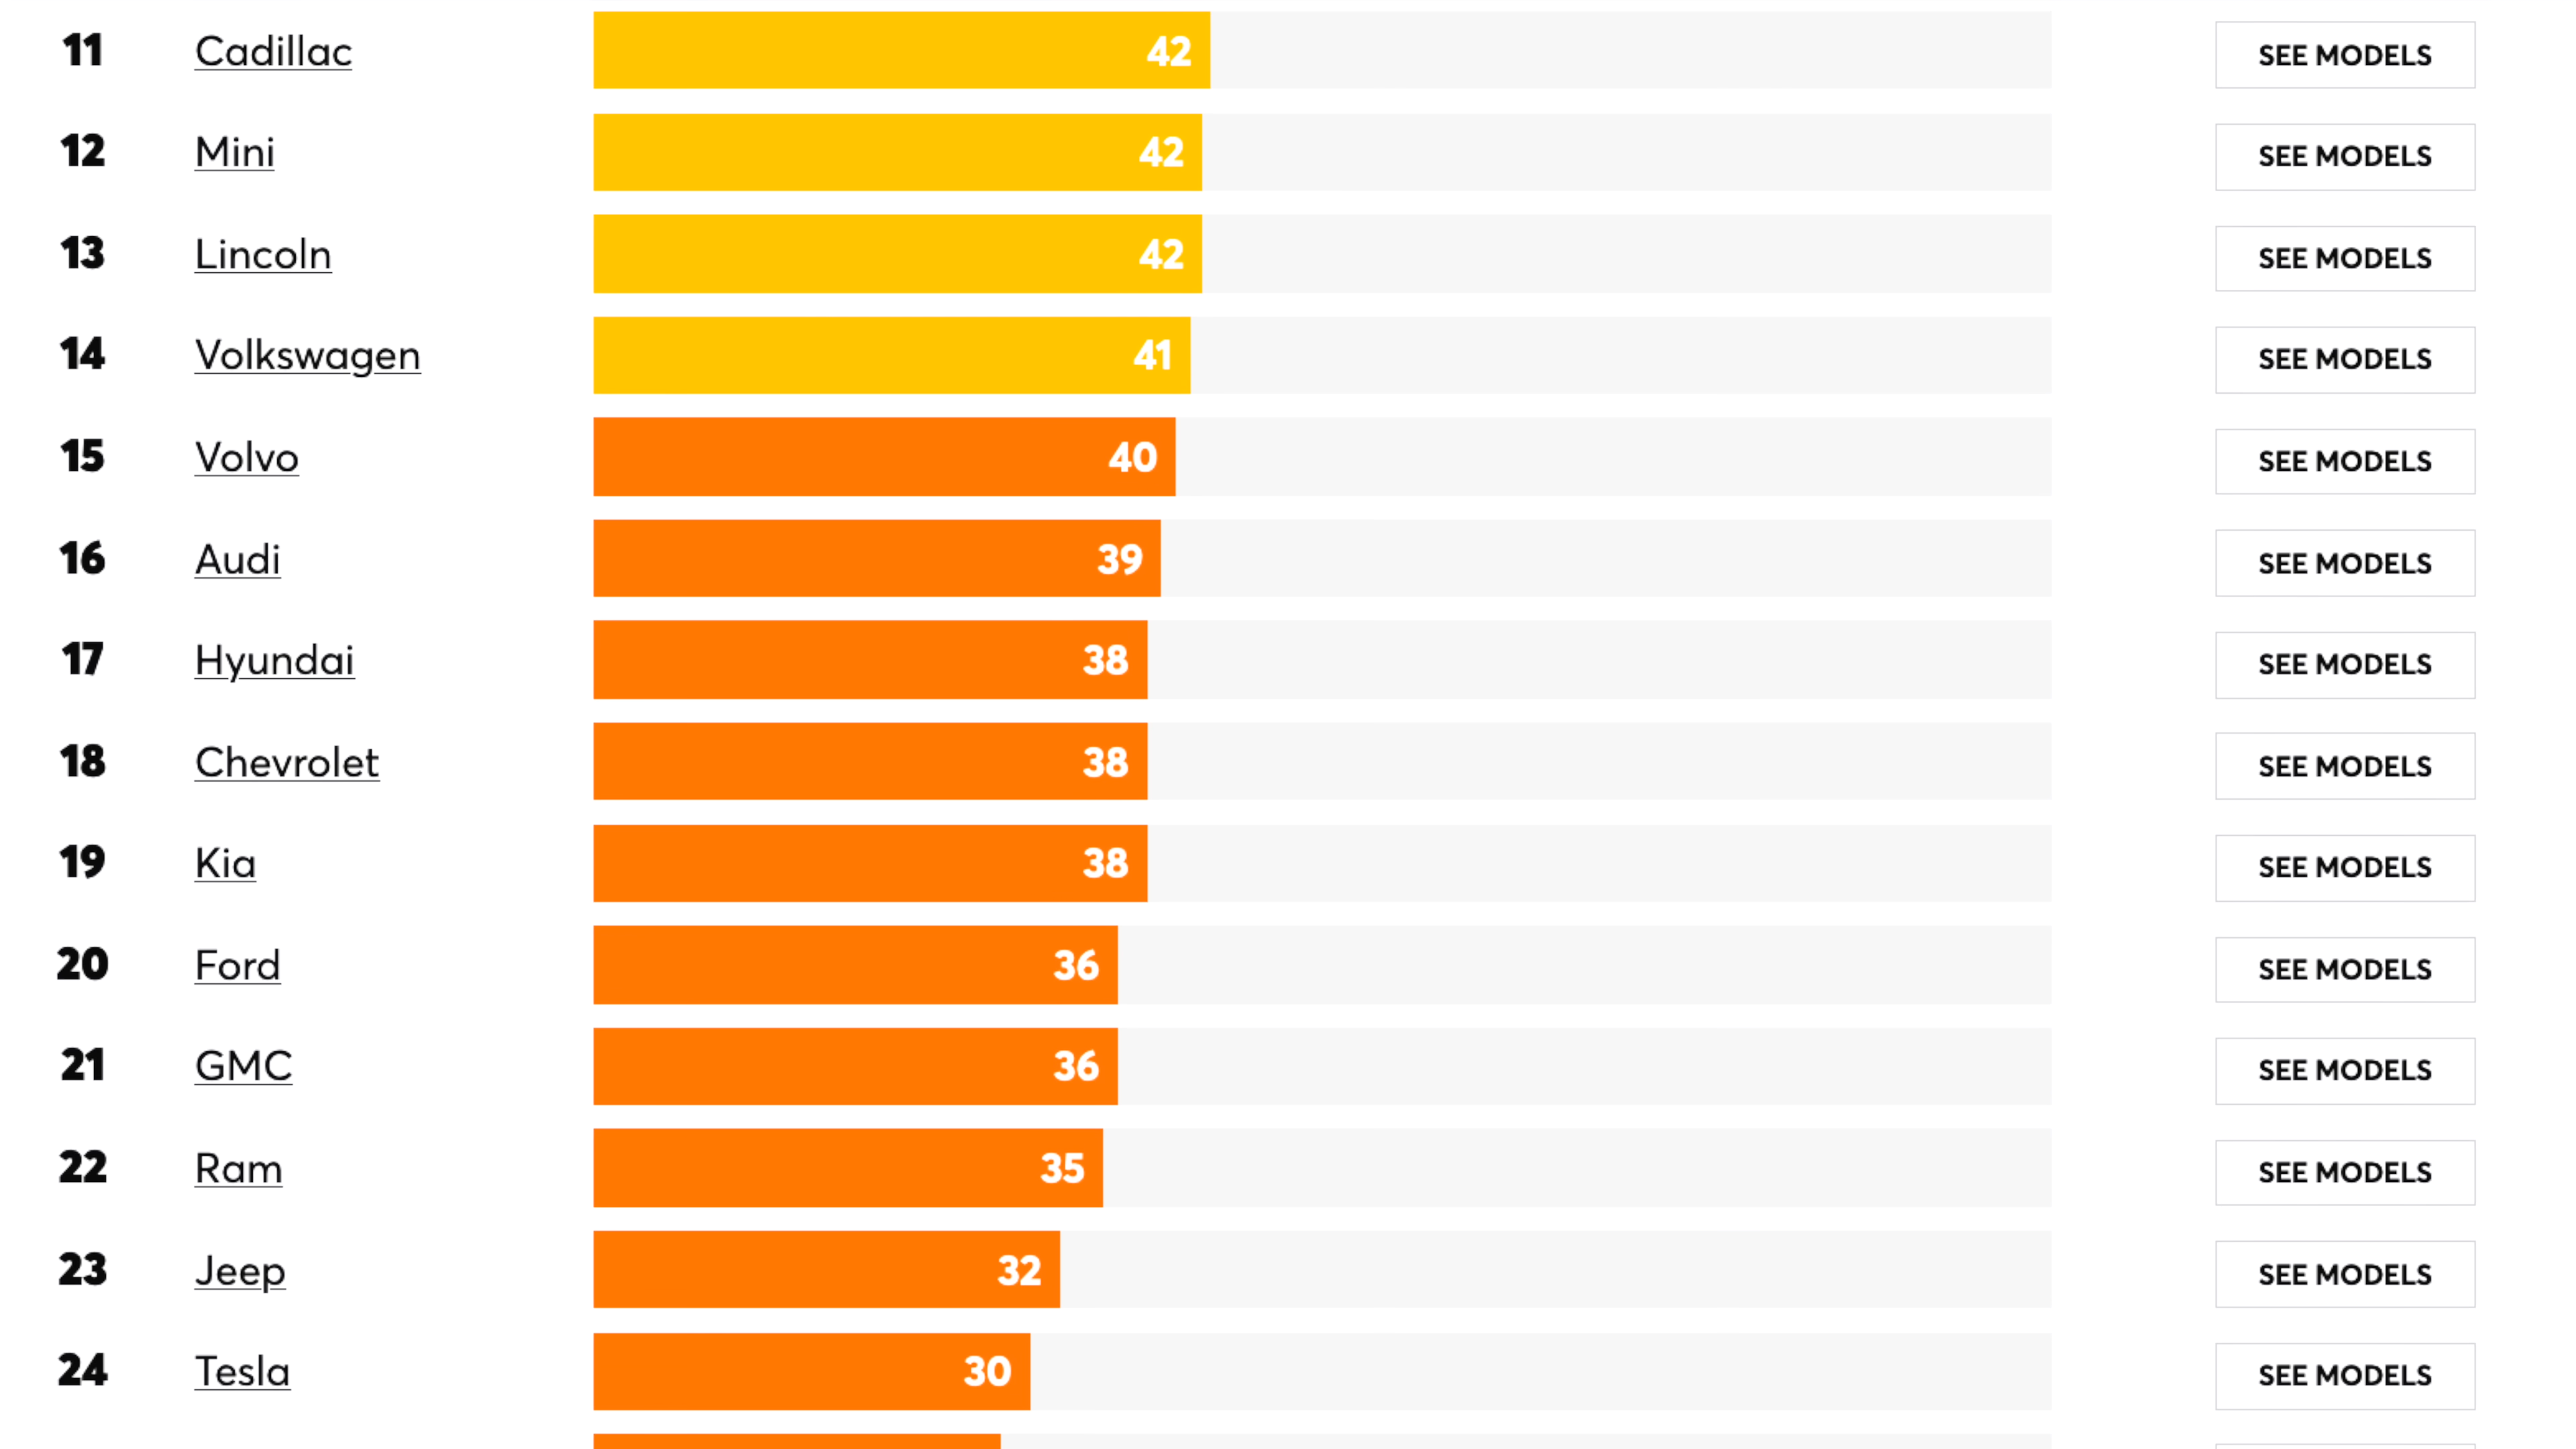 11 Cadillac 42 SEE MODELS
12 Mini 42 SEE MODELS
13 Lincoln 42 SEE MODELS
14 Volkswagen 41 SEE MODELS
15 Volvo 40 SEE MODELS
16 Audi 39 SEE MODELS
17 Hyundai 38 SEE MODELS
18 Chevrolet 38 SEE MODELS
19 Kia 38 SEE MODELS
20 Ford 36 SEE MODELS
21 GMC 36 SEE MODELS
22 Ram 35 SEE MODELS
23 Jeep 32 SEE MODELS
24 Tesla 30 SEE MODELS